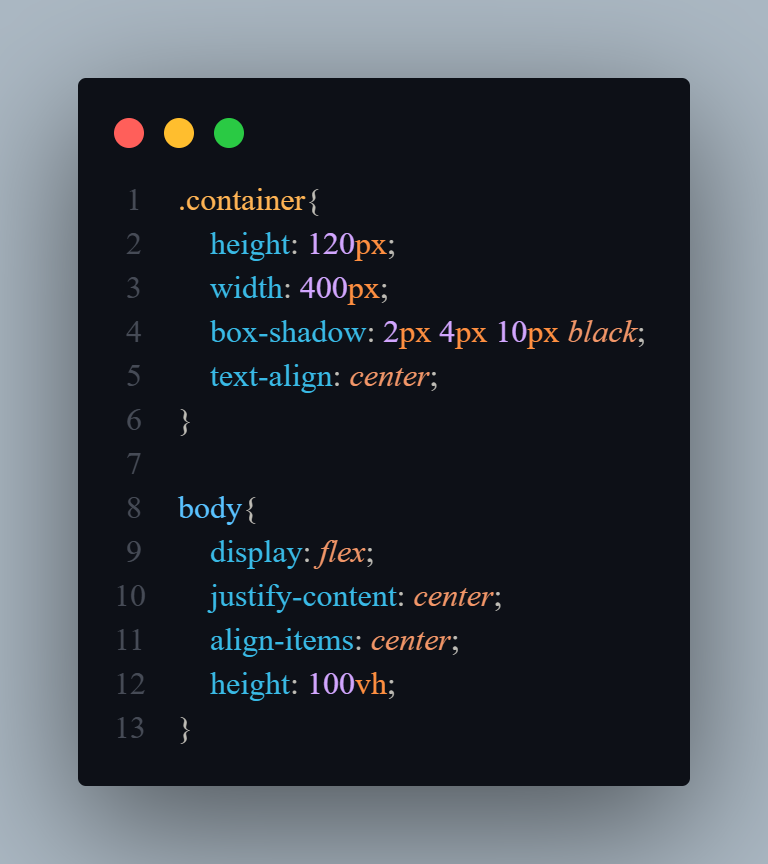 1 .container{
2     height: 120px;
3     width: 400px;
4     box-shadow: 2px 4px 10px black;
5     text-align: center;
6 }
7
8 body{
9     display: flex;
10     justify-content: center;
11     align-items: center;
12     height: 100vh;
13 }